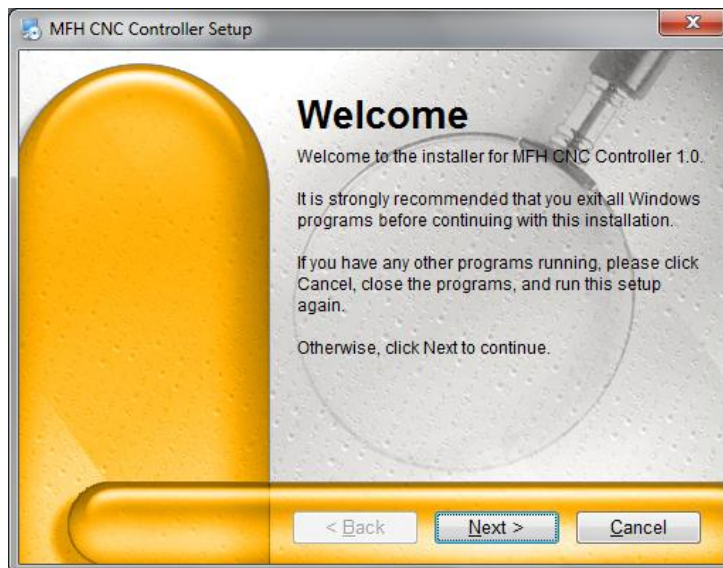 MFH CNC Controller Setup
Welcome
Welcome to the installer for MFH CNC Controller 1.0.
It is strongly recommended that you exit all Windows
programs before continuing with this installation.
If you have any other programs running, please click
Cancel, close the programs, and run this setup
again.
Otherwise, click Next to continue.
< Back Next > Cancel